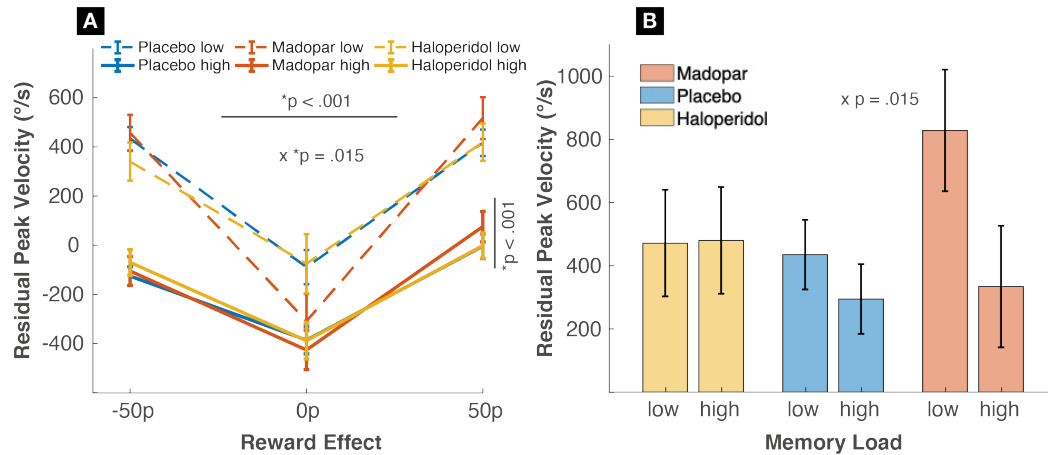 A
Placebo low
Madopar low
Haloperidol low
Placebo high
Madopar high
Haloperidol high
Residual Peak Velocity (°/s)
600
400
200
0
-200
-400
*p < .001
x *p = .015
*p < .001
-50p
0p
50p
Reward Effect
B
Madopar
Placebo
Haloperidol
x p = .015
Residual Peak Velocity (°/s)
1000
800
600
400
200
low high low high low high
Memory Load